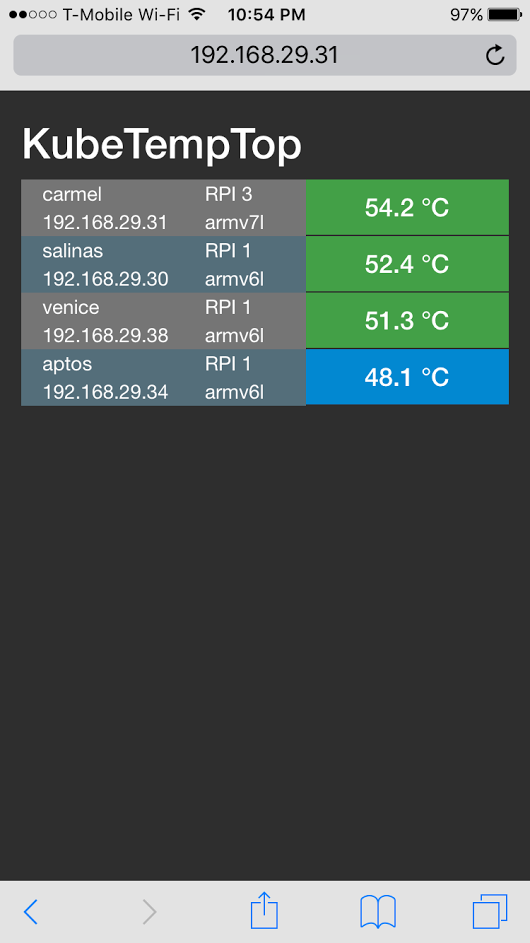 T-Mobile Wi-Fi 10:54 PM 97%
192.168.29.31
KubeTempTop
carmel RPI 3
192.168.29.31 armv7l
54.2 °C
salinas RPI 1
192.168.29.30 armv6l
52.4 °C
venice RPI 1
192.168.29.38 armv6l
51.3 °C
aptos RPI 1
192.168.29.34 armv6l
48.1 °C